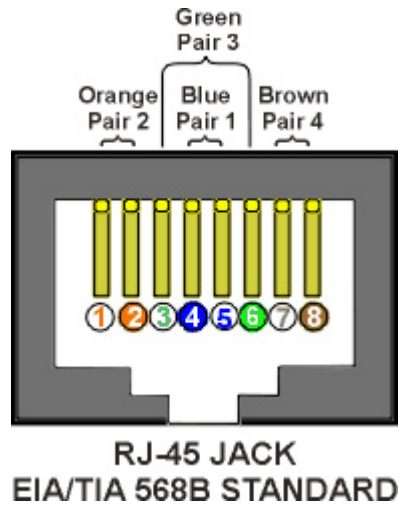 Green
Pair 3
Orange Blue Brown
Pair 2 Pair 1 Pair 4
1 2 3 4 5 6 7 8
RJ-45 JACK
EIA/TIA 568B STANDARD